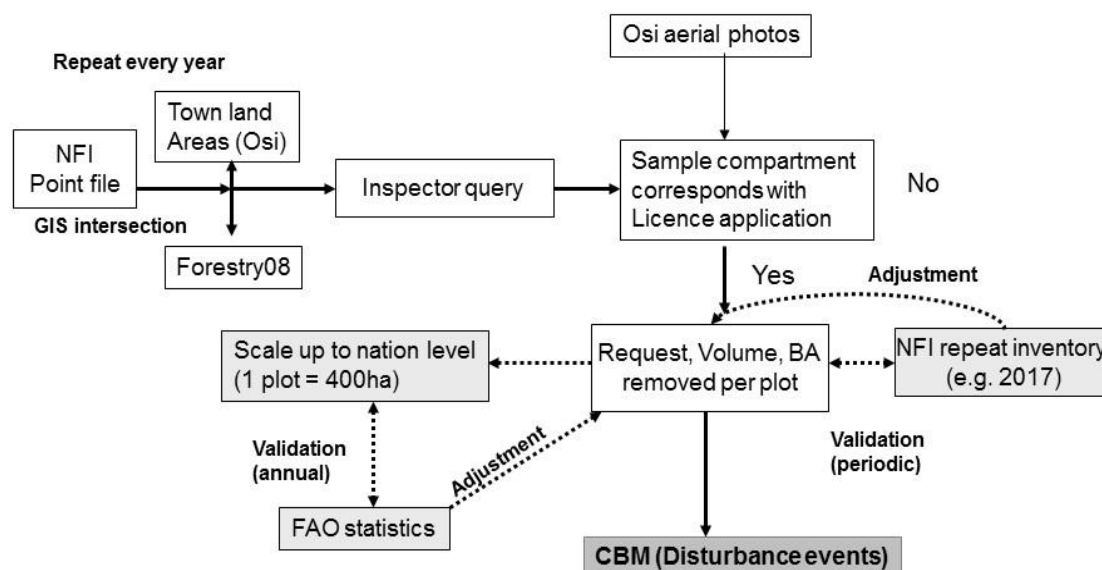 Osi aerial photos
Repeat every year
Town land
Areas (Osi)
NFI
Point file
GIS intersection
Forestry08
Inspector query
Sample compartment
corresponds with
Licence application
No
Yes
Adjustment
Scale up to nation level
(1 plot = 400ha)
Request, Volume, BA
removed per plot
NFI repeat inventory
(e.g. 2017)
Validation
(annual)
Adjustment
Validation
(periodic)
FAO statistics
CBM (Disturbance events)